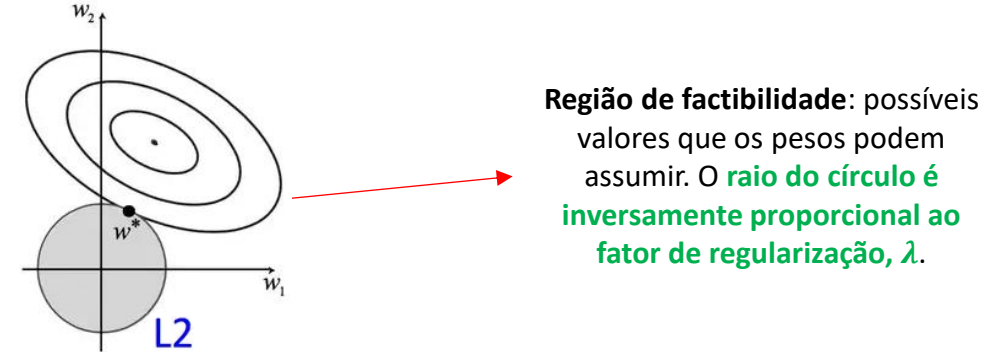 w₂
w*
w₁
L2
Região de factibilidade: possíveis
valores que os pesos podem
assumir. O raio do círculo é
inversamente proporcional ao
fator de regularização, λ.